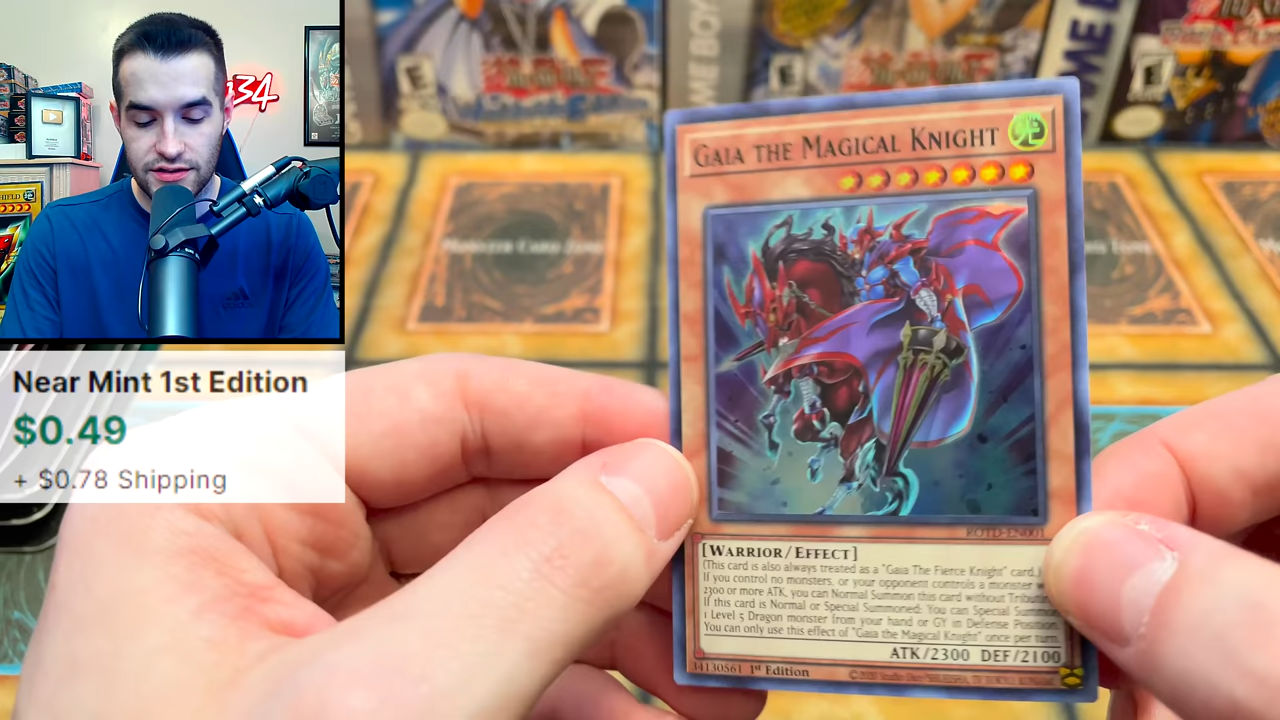 34
adidas
Near Mint 1st Edition
$0.49
+ $0.78 Shipping
GAIA THE MAGICAL KNIGHT
ROTD-EN001
[WARRIOR/EFFECT]
(This card is also always treated as a "Gaia The Fierce Knight" card.)
If you control no monsters, or your opponent controls a monster
2300 or more ATK, you can Normal Summon this card without
If this card is Normal or Special Summoned: You can Special
1 Level 5 Dragon monster from your hand or GY in Defense Position.
You can only use this effect of "Gaia the Magical Knight" once per turn.
ATK/2300 DEF/2100
34130561 1st Edition
MONSTER CARD ZONE
E
E
E